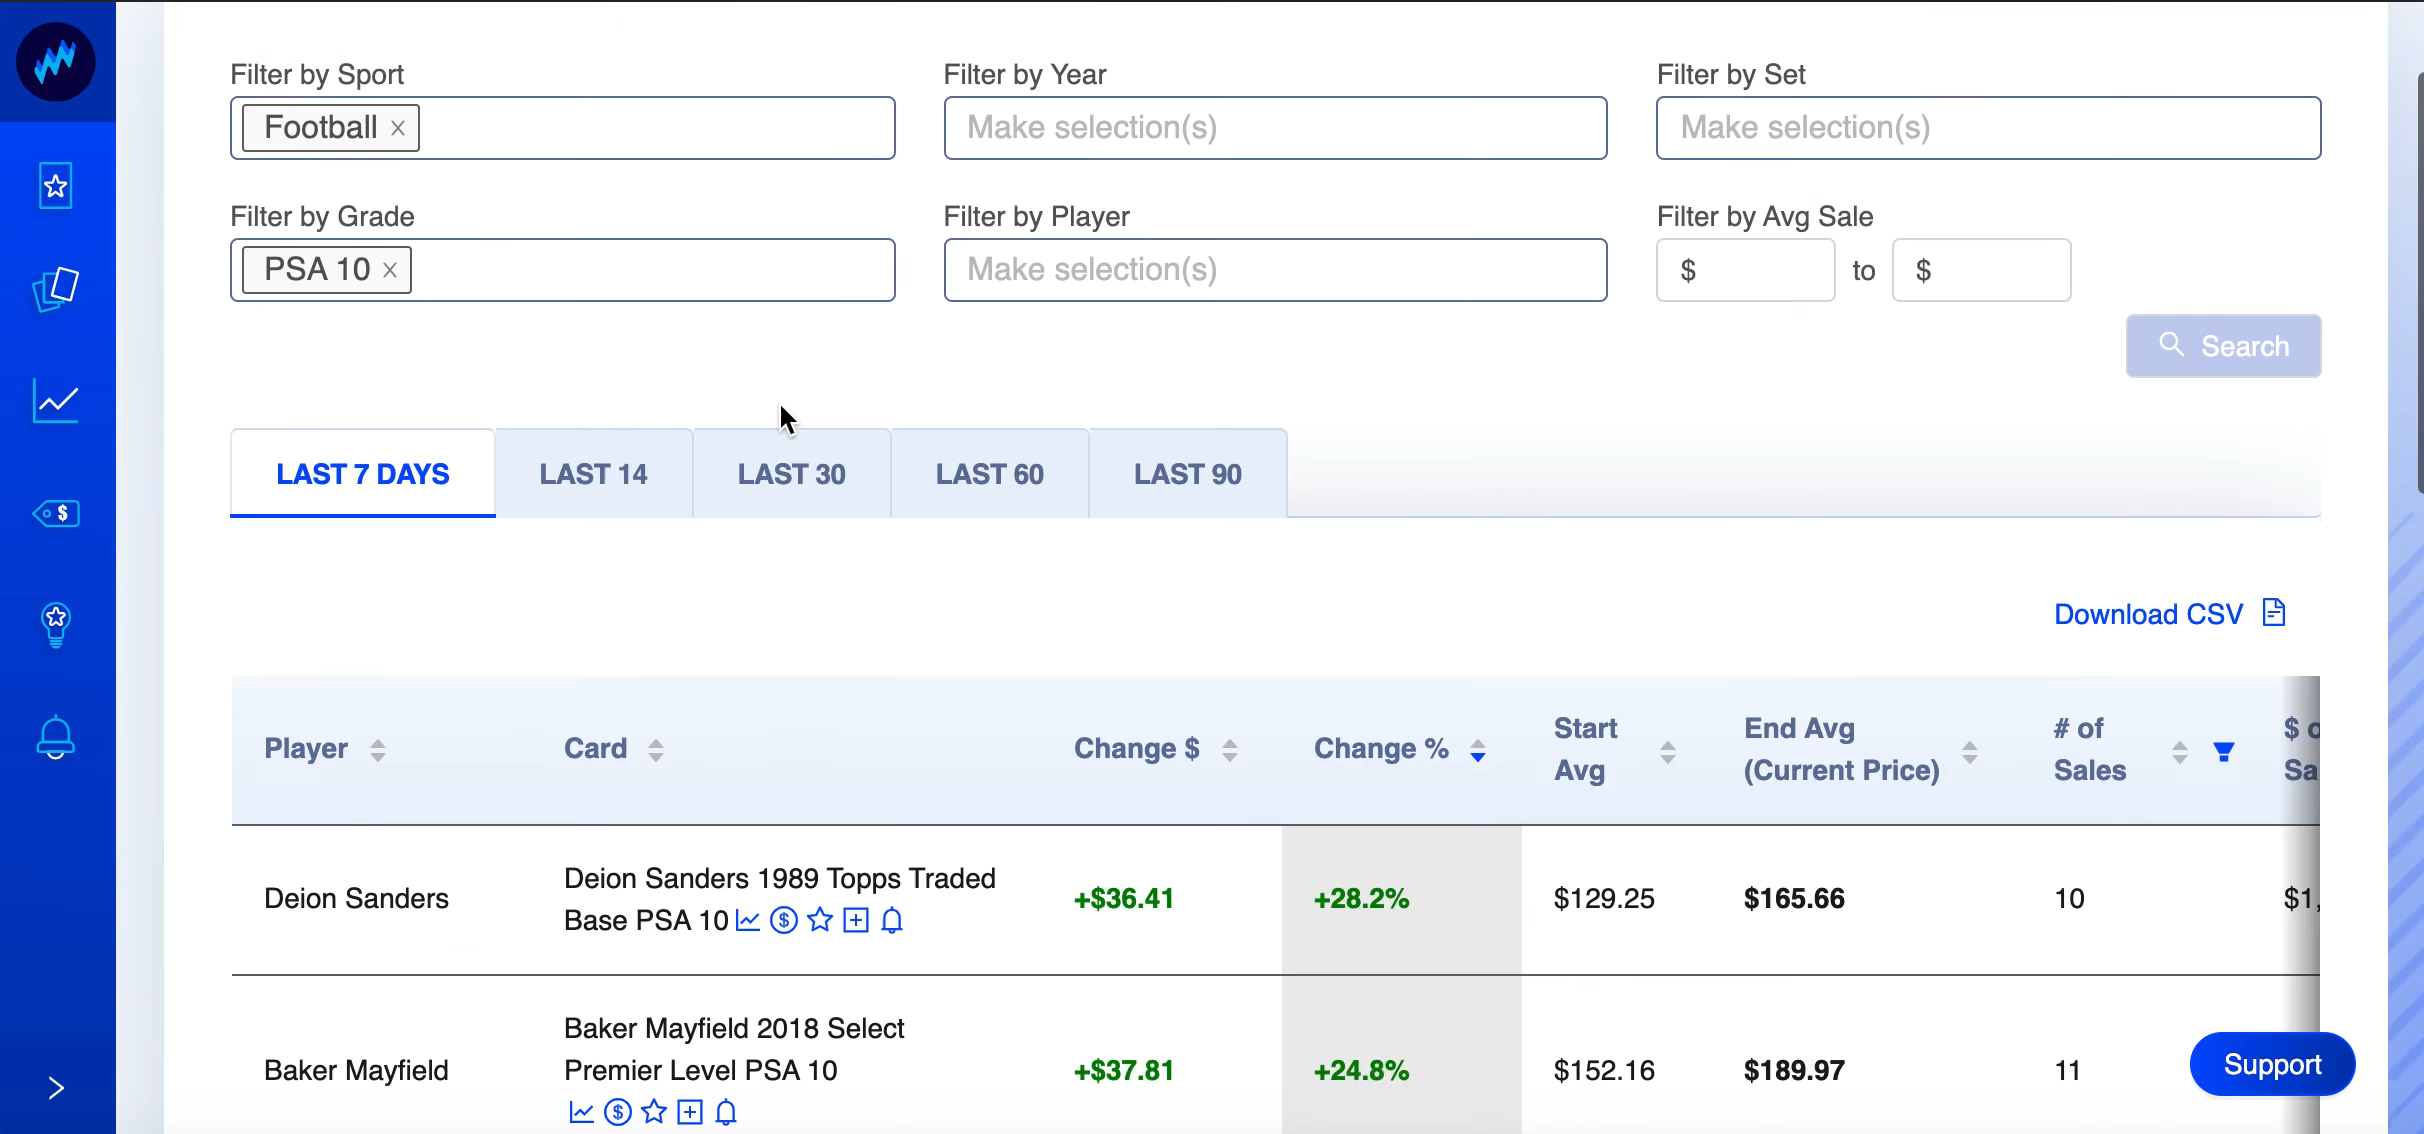 Filter by Sport
Filter by Year
Filter by Set
Football ×
Make selection(s)
Make selection(s)
Filter by Grade
Filter by Player
Filter by Avg Sale
PSA 10 ×
Make selection(s)
$
to
$
Search
LAST 7 DAYS
LAST 14
LAST 30
LAST 60
LAST 90
Download CSV
Player
Card
Change $
Change %
Start
Avg
End Avg
(Current Price)
# of
Sales
$ o
Sa
Deion Sanders
Deion Sanders 1989 Topps Traded
Base PSA 10
+$36.41
+28.2%
$129.25
$165.66
10
$1,
Baker Mayfield
Baker Mayfield 2018 Select
Premier Level PSA 10
+$37.81
+24.8%
$152.16
$189.97
11
Support